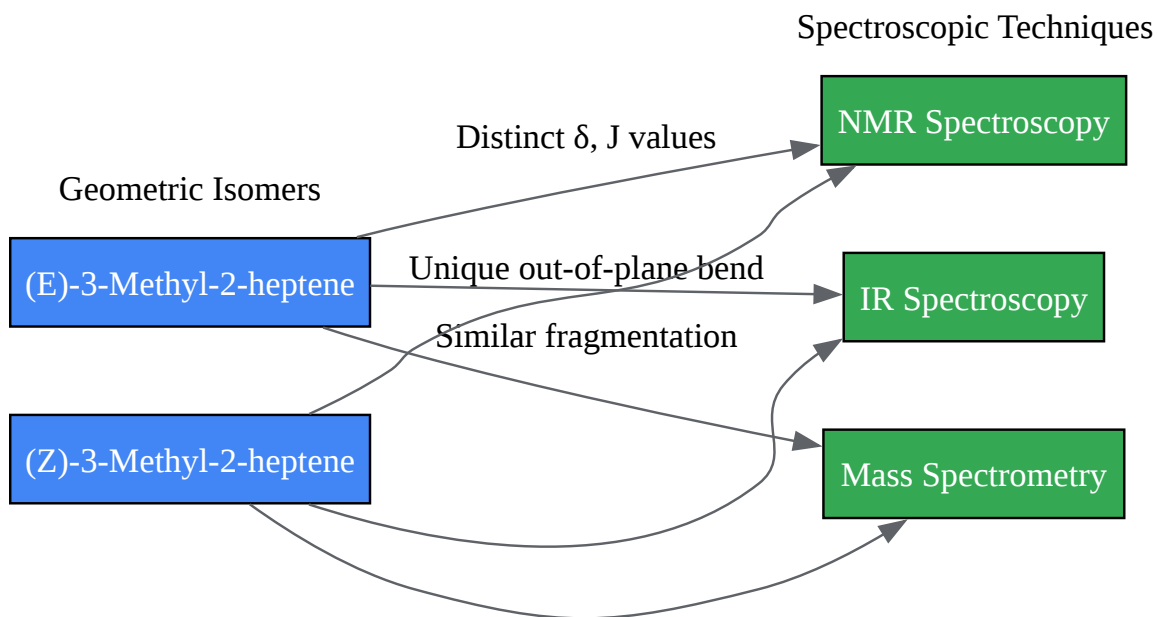 Spectroscopic Techniques
NMR Spectroscopy
Distinct δ, J values
Geometric Isomers
(E)-3-Methyl-2-heptene
Unique out-of-plane bend
IR Spectroscopy
Similar fragmentation
(Z)-3-Methyl-2-heptene
Mass Spectrometry